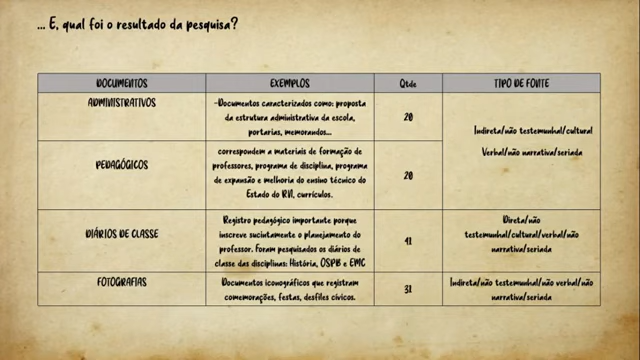 ... E, qual foi o resultado da pesquisa?
DOCUMENTOS EXEMPLOS Qtde TIPO DE FONTE
ADMINISTRATIVOS
-Documentos caracterizados como: proposta
da estrutura administrativa da escola,
portarias, memorandos...
20
Indireta/não testemunhal/cultural
Verbal/não narrativa/seriada
PEDAGÓGICOS
correspondem a materiais de formação de
professores, programa de disciplina, programa
de expansão e melhoria do ensino técnico do
Estado do RN, currículos.
20
DIÁRIOS DE CLASSE
Registro pedagógico importante porque
inscreve sucintamente o planejamento do
professor. Foram pesquisados os diários de
classe das disciplinas: História, OSPB e EMC
41
Direta/não
testemunhal/cultural/verbal/não
narrativa/seriada
FOTOGRAFIAS
Documentos iconográficos que registram
comemorações, festas, desfiles cívicos.
31
Indireta/não testemunhal/não verbal/não
narrativa/seriada